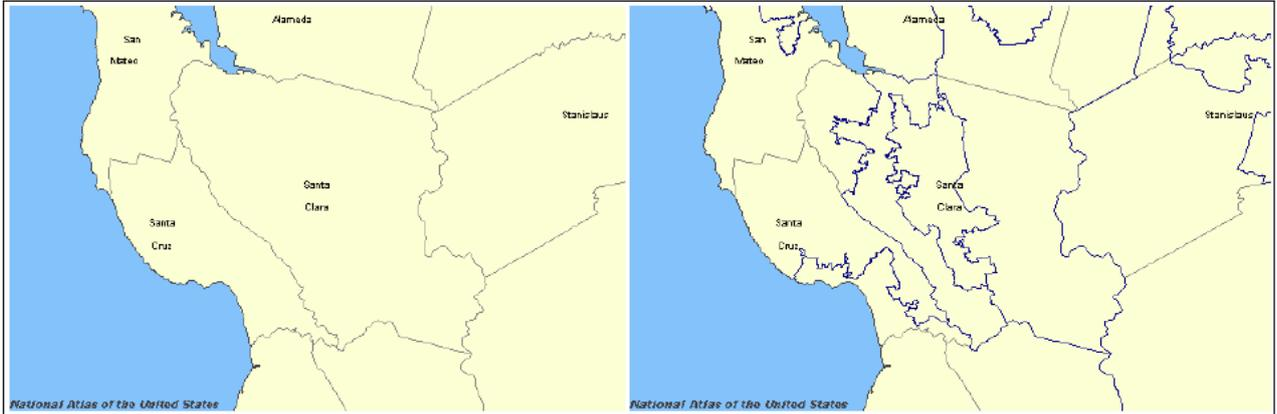 Alameda
San
Mateo
Stanislaus
Santa
Clara
Santa
Cruz
National Atlas of the United States
Alameda
San
Mateo
Stanislaus
Santa
Clara
Santa
Cruz
National Atlas of the United States